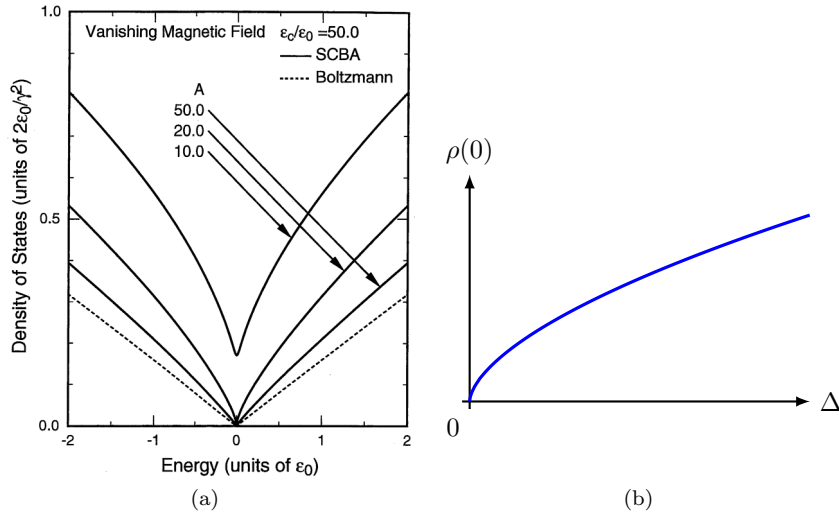 1.0
Vanishing Magnetic Field εc/ε0 =50.0
SCBA
Boltzmann
A
50.0
20.0
10.0
Density of States (units of 2ε0/γ²)
0.5
0.0
-2 -1 0 1 2
Energy (units of ε0)
(a)
ρ(0)
0
Δ
(b)